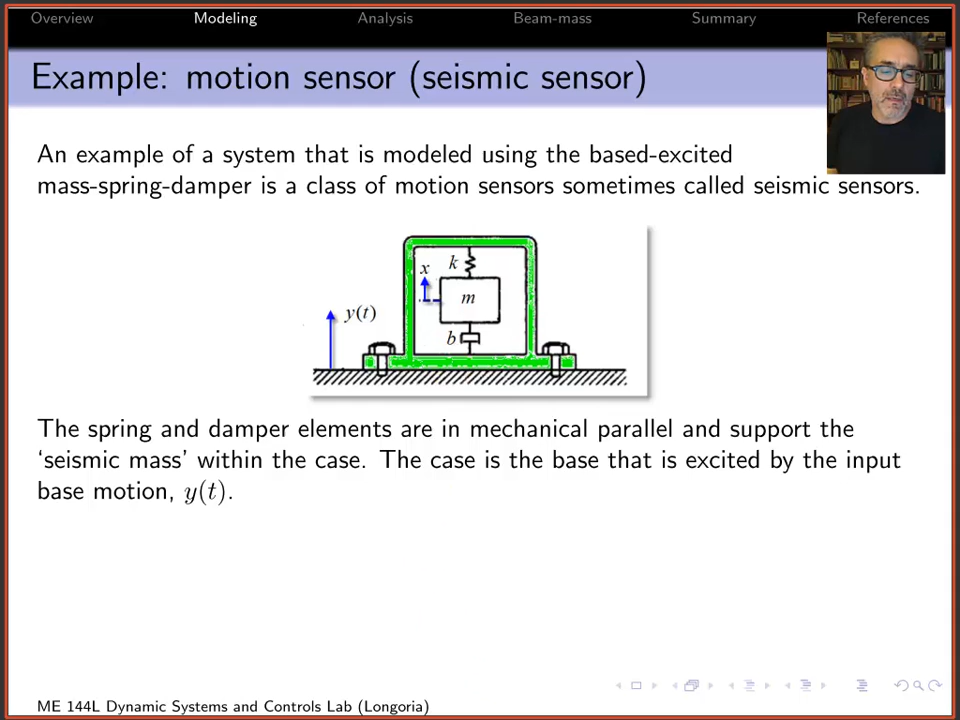 Overview Modeling Analysis Beam-mass Summary References
Example: motion sensor (seismic sensor)
An example of a system that is modeled using the based-excited
mass-spring-damper is a class of motion sensors sometimes called seismic sensors.
x k
m
y(t)
b
The spring and damper elements are in mechanical parallel and support the
‘seismic mass’ within the case. The case is the base that is excited by the input
base motion, y(t).
ME 144L Dynamic Systems and Controls Lab (Longoria)